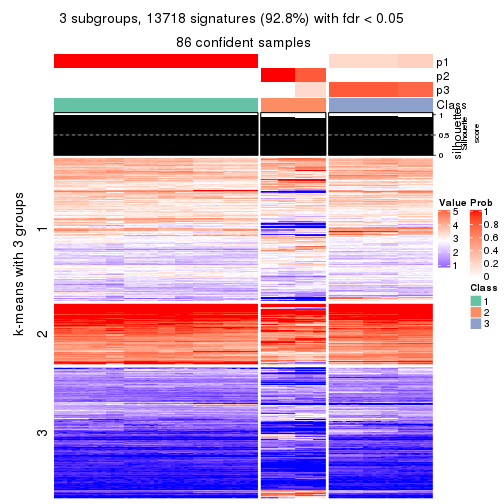 3 subgroups, 13718 signatures (92.8%) with fdr < 0.05
86 confident samples
p1
p2
p3
Class
1
0.5
0
silhouette
Silhouette
score
k-means with 3 groups
1
2
3
Value
5
4
3
2
1
Prob
1
0.8
0.6
0.4
0.2
0
Class
1
2
3